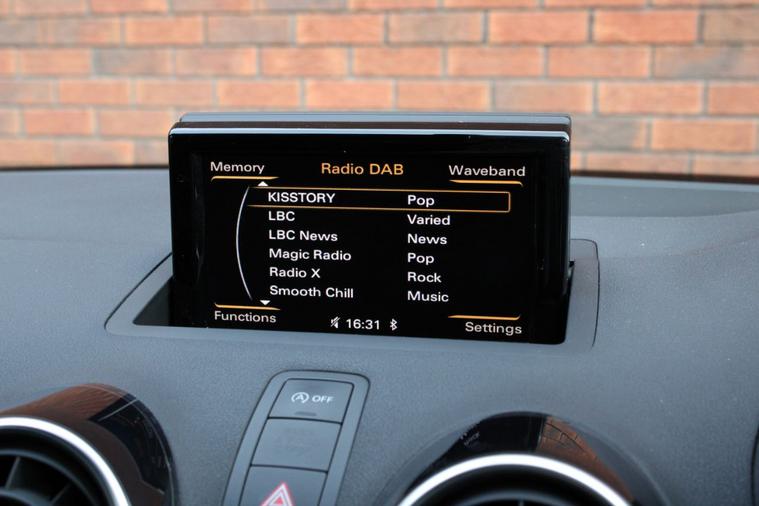 Memory Radio DAB Waveband
KISSTORY Pop
LBC Varied
LBC News News
Magic Radio Pop
Radio X Rock
Smooth Chill Music
Functions 16:31 Settings
A OFF